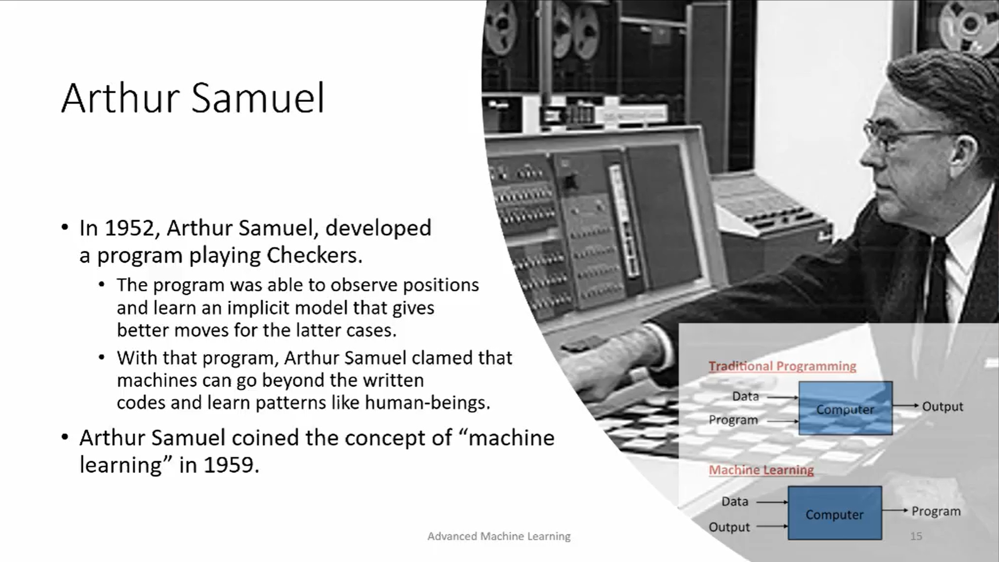 Arthur Samuel
• In 1952, Arthur Samuel, developed
a program playing Checkers.
• The program was able to observe positions
and learn an implicit model that gives
better moves for the latter cases.
• With that program, Arthur Samuel clamed that
machines can go beyond the written
codes and learn patterns like human-beings.
• Arthur Samuel coined the concept of “machine
learning” in 1959.
Traditional Programming
Data
Program
Computer
Output
Machine Learning
Data
Output
Computer
Program
Advanced Machine Learning
15